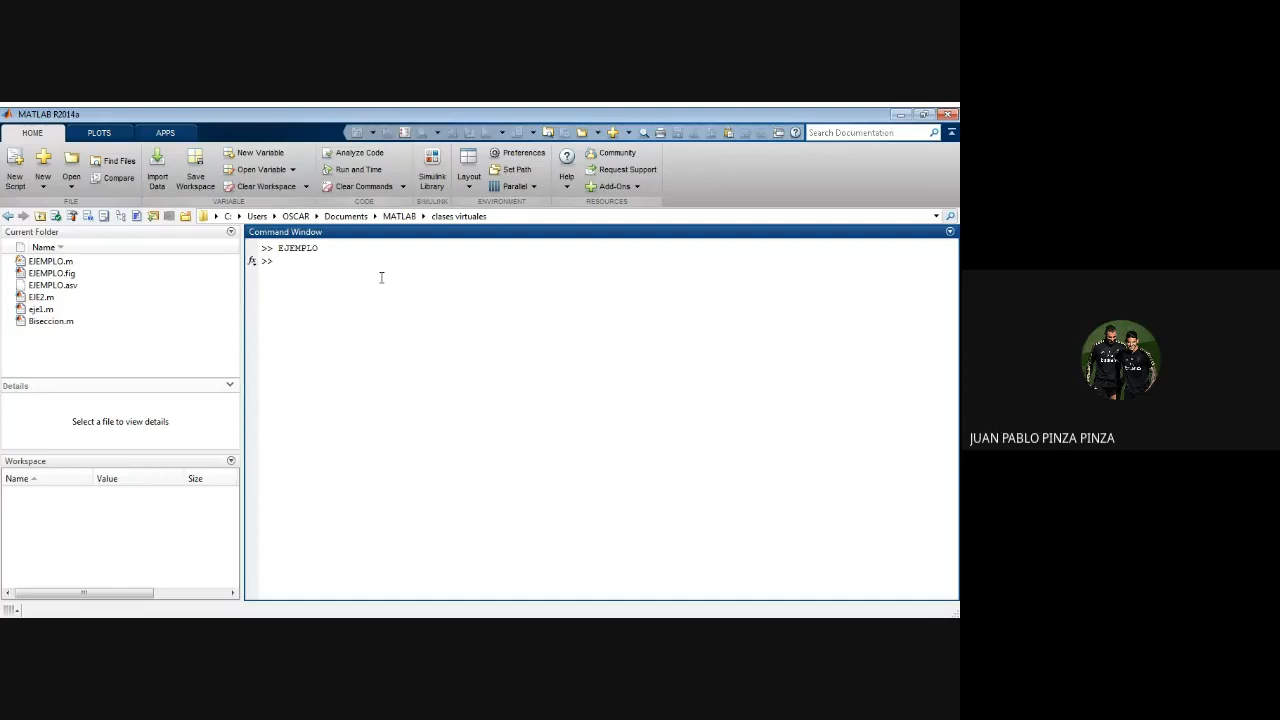 MATLAB R2014a
HOME PLOTS APPS
Search Documentation
New Script
New
Open
Find Files
Compare
Import Data
Save Workspace
New Variable
Open Variable
Clear Workspace
Analyze Code
Run and Time
Clear Commands
Simulink Library
Layout
Preferences
Set Path
Parallel
Help
Community
Request Support
Add-Ons
FILE VARIABLE CODE SIMULINK ENVIRONMENT RESOURCES
C: Users OSCAR Documents MATLAB clases virtuales
Current Folder
Name
EJEMPLO.m
EJEMPLO.fig
EJEMPLO.asv
EJE2.m
eje1.m
Biseccion.m
Details
Select a file to view details
Workspace
Name Value Size
Command Window
>> EJEMPLO
fx >>
JUAN PABLO PINZA PINZA